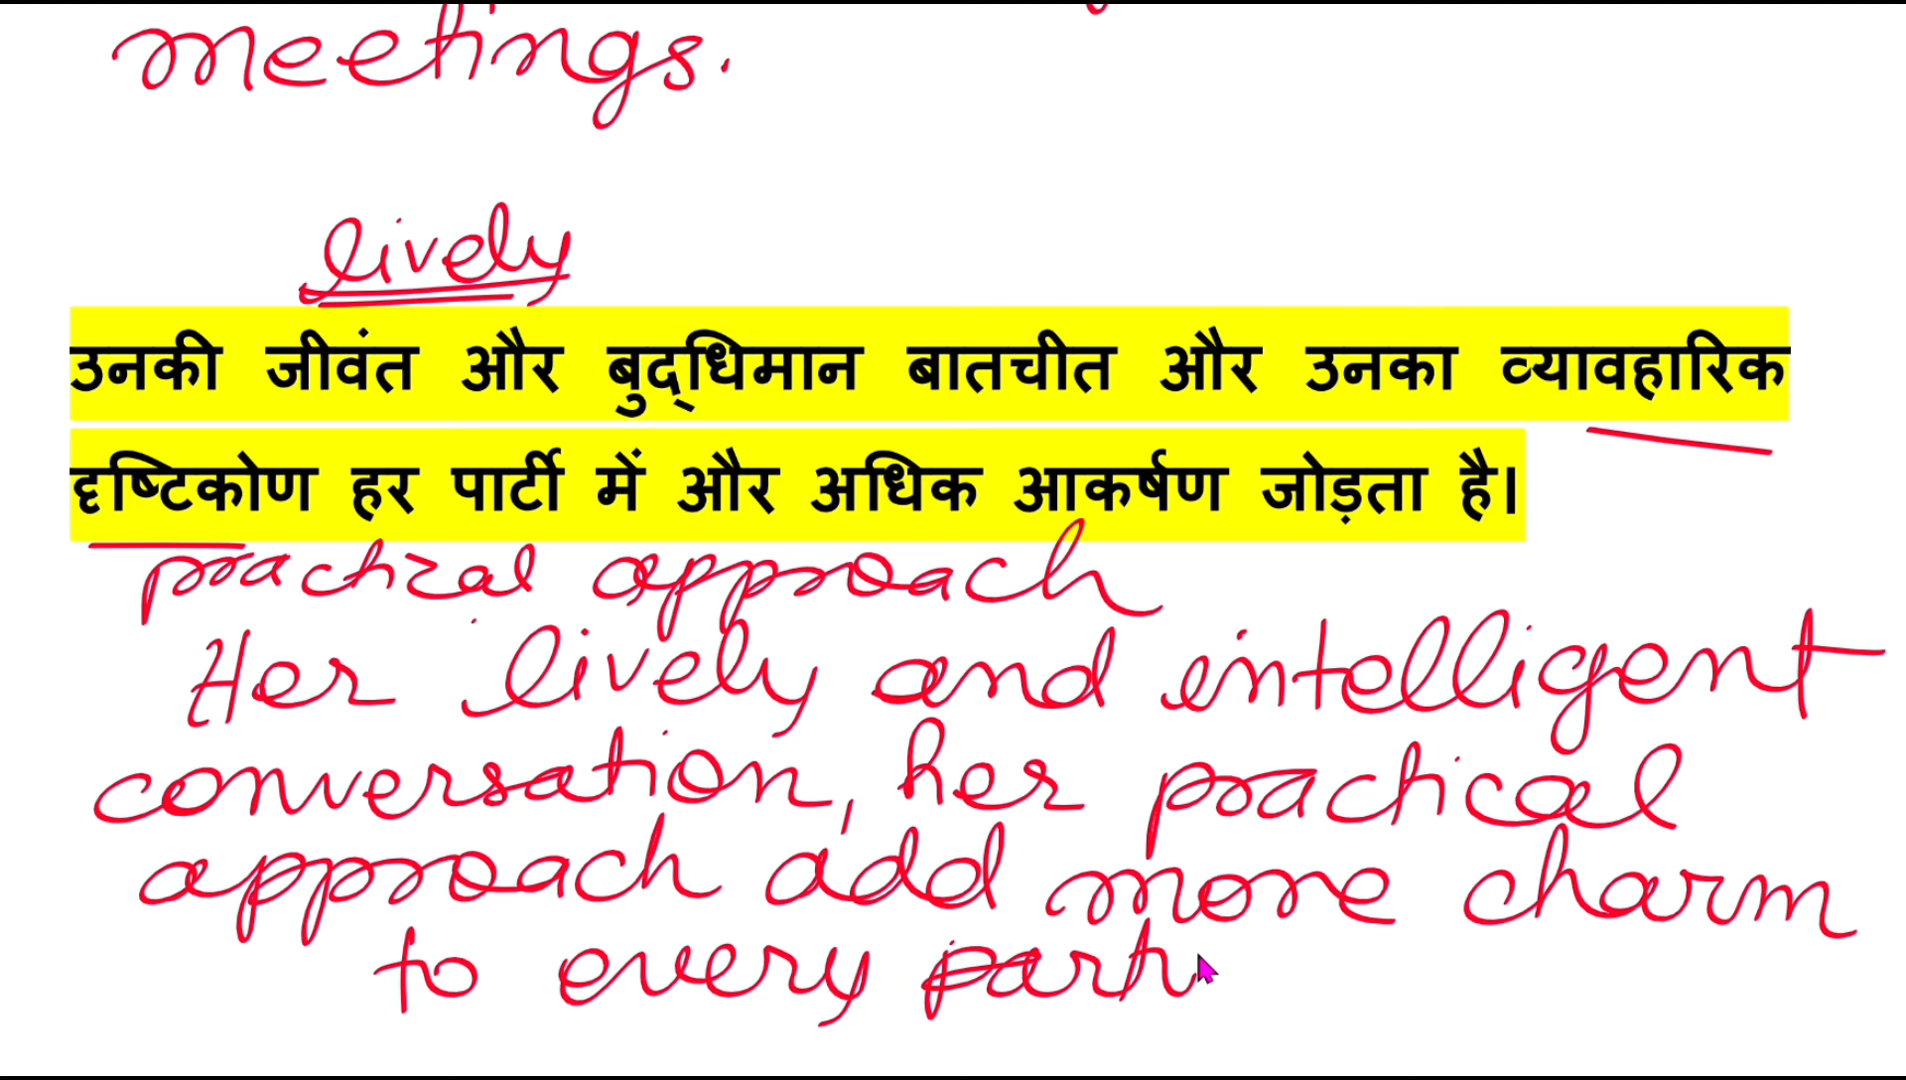 meetings.
lively
उनकी जीवंत और बुद्धिमान बातचीत और उनका व्यावहारिक
दृष्टिकोण हर पार्टी में और अधिक आकर्षण जोड़ता है।
practical approach
Her lively and intelligent
conversation, her practical
approach add more charm
to every part